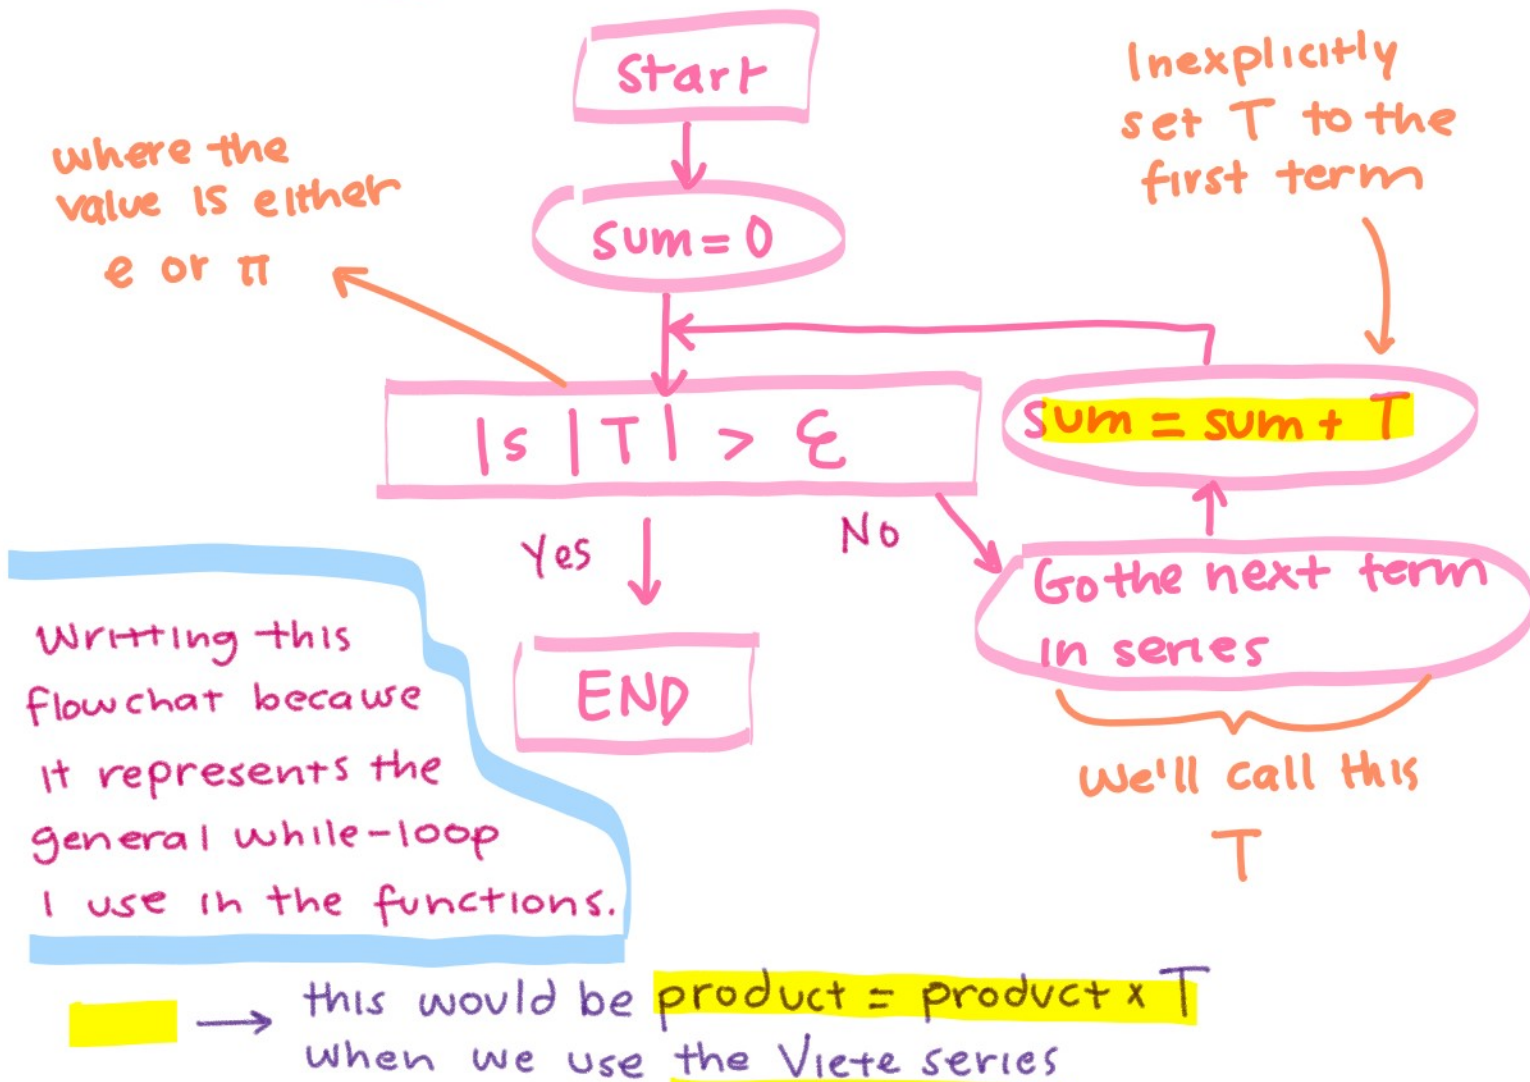 start
where the
value is either
e or π
Inexplicitly
set T to the
first term
sum = 0
Is |T| > ε
sum = sum + T
Yes
No
Go the next term
in series
END
We'll call this
T
Writting this
flowchat because
it represents the
general while-loop
I use in the functions.
→ this would be product = product x T
when we use the Viete series